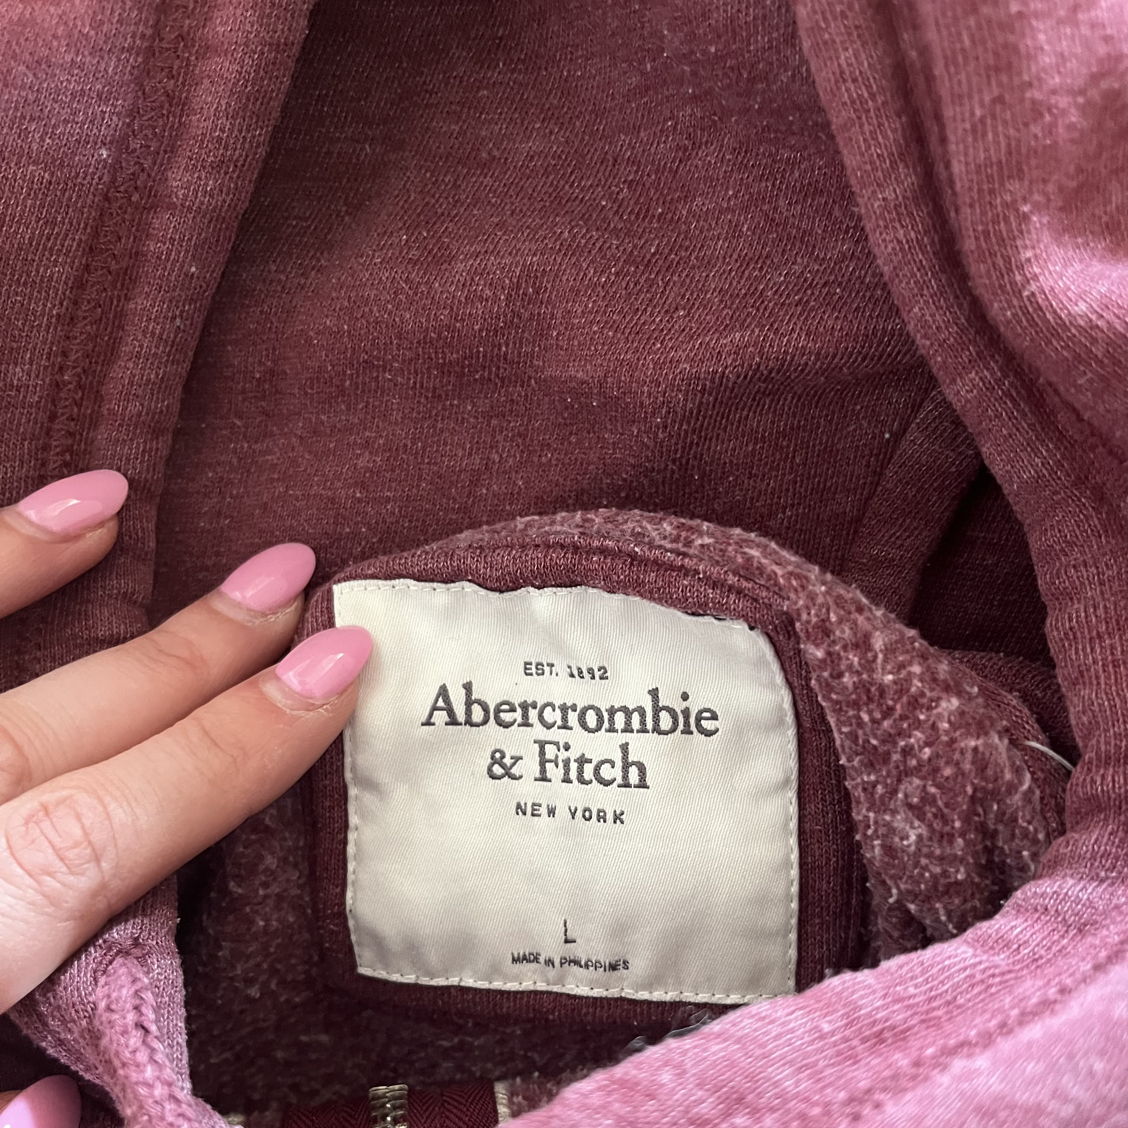 EST. 1892
Abercrombie
& Fitch
NEW YORK
L
MADE IN PHILIPPINES